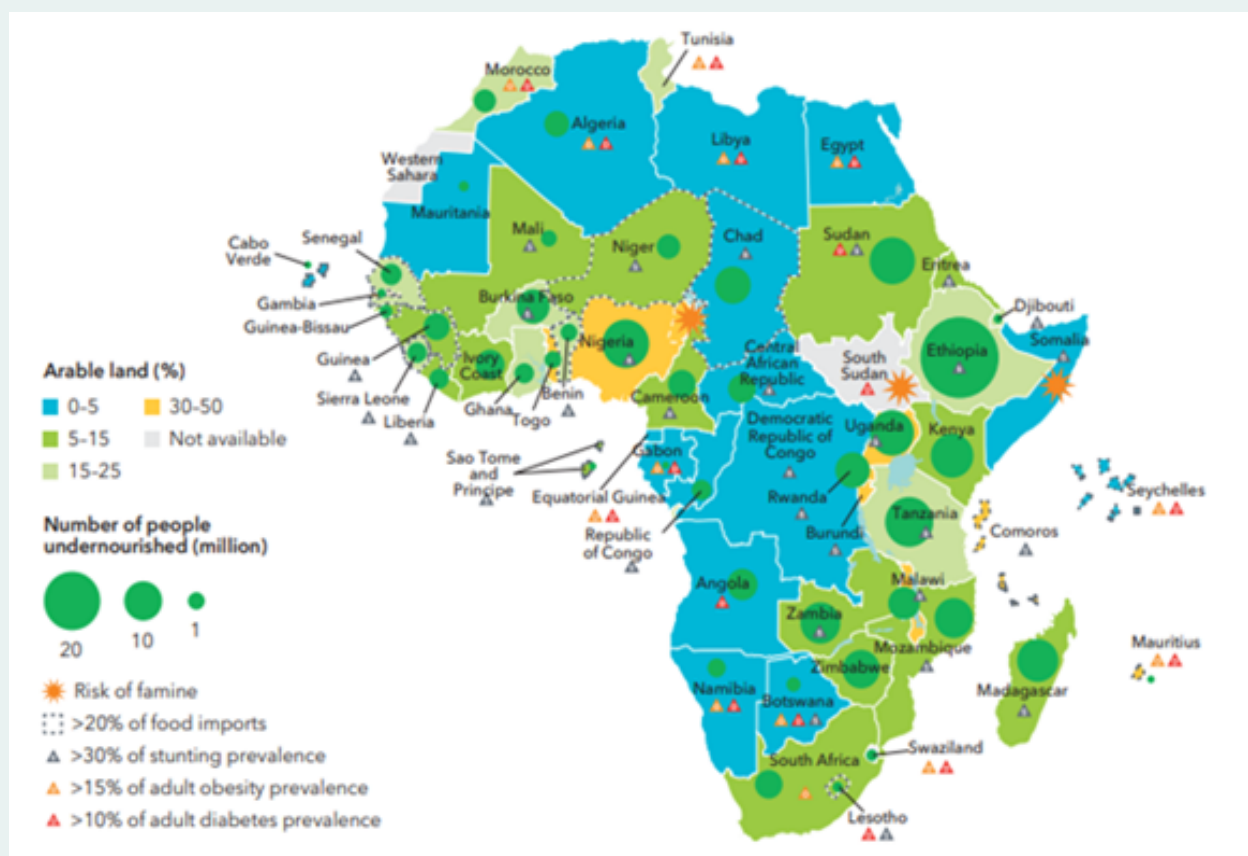 Tunisia
Morocco
Algeria
Libya
Egypt
Western
Sahara
Mauritania
Mali
Niger
Chad
Sudan
Eritrea
Cabo
Verde
Senegal
Gambia
Guinea-Bissau
Burkina Faso
Nigeria
Djibouti
Somalia
Ethiopia
South
Sudan
Central
African
Republic
Guinea
Ivory
Coast
Sierra Leone
Liberia
Ghana
Togo
Benin
Cameroon
Democratic
Republic of
Congo
Uganda
Kenya
Sao Tome
and
Principe
Gabon
Equatorial Guinea
Republic
of Congo
Rwanda
Burundi
Tanzania
Seychelles
Comoros
Angola
Malawi
Zambia
Mozambique
Zimbabwe
Madagascar
Mauritius
Namibia
Botswana
South Africa
Swaziland
Lesotho
Arable land (%)
0-5
30-50
5-15
Not available
15-25
Number of people
undernourished (million)
20
10
1
Risk of famine
>20% of food imports
>30% of stunting prevalence
>15% of adult obesity prevalence
>10% of adult diabetes prevalence